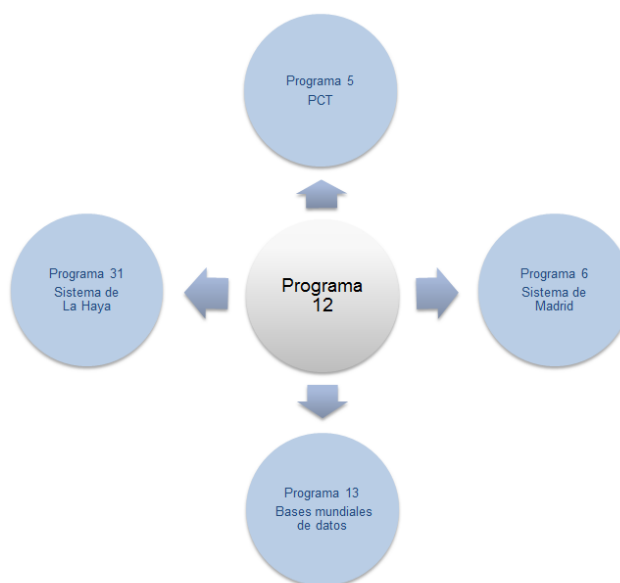 Programa 5
PCT
Programa 31
Sistema de
La Haya
Programa
12
Programa 6
Sistema de
Madrid
Programa 13
Bases mundiales
de datos